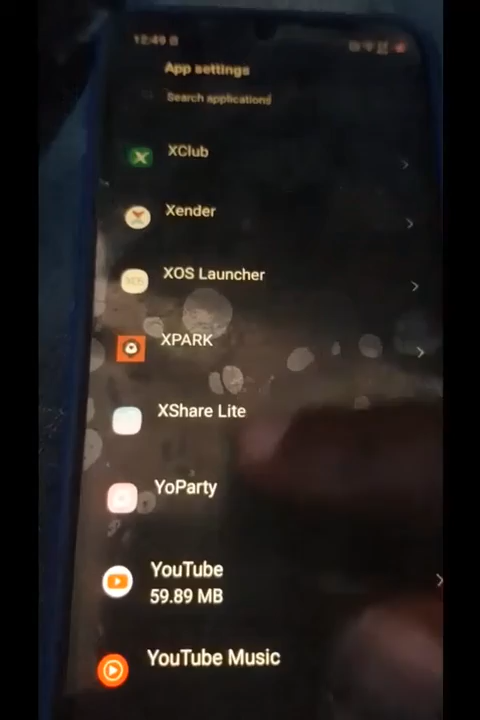 12:49
App settings
Search applications
XClub
Xender
XOS Launcher
XPARK
XShare Lite
YoParty
YouTube
59.89 MB
YouTube Music